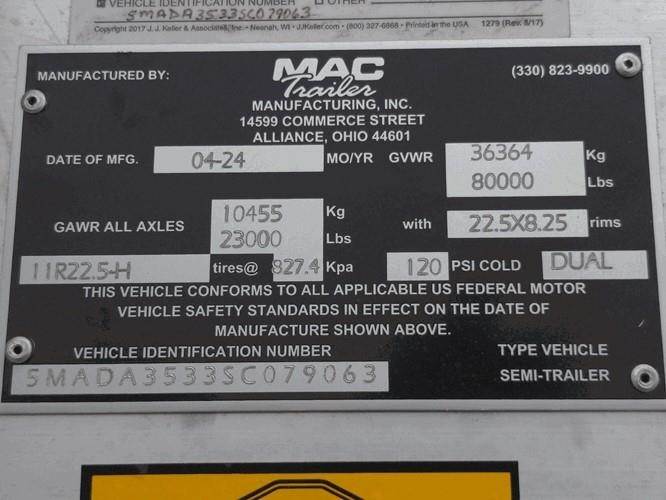 VEHICLE IDENTIFICATION NUMBER ☐ OTHER
5MADA3533SC079063
Copyright 2017 J. J. Keller & Associates, Inc. • Neenah, WI • JJKeller.com • (800) 327-6868 • Printed in the USA 1279 (Rev. 8/17)
MANUFACTURED BY: MAC Trailer (330) 823-9900
MANUFACTURING, INC.
14599 COMMERCE STREET
ALLIANCE, OHIO 44601
DATE OF MFG. 04-24 MO/YR GVWR 36364 Kg
80000 Lbs
GAWR ALL AXLES 10455 Kg with 22.5X8.25 rims
23000 Lbs
11R22.5-H tires@ 827.4 Kpa 120 PSI COLD DUAL
THIS VEHICLE CONFORMS TO ALL APPLICABLE US FEDERAL MOTOR
VEHICLE SAFETY STANDARDS IN EFFECT ON THE DATE OF
MANUFACTURE SHOWN ABOVE.
VEHICLE IDENTIFICATION NUMBER TYPE VEHICLE
5MADA3533SC079063 SEMI-TRAILER